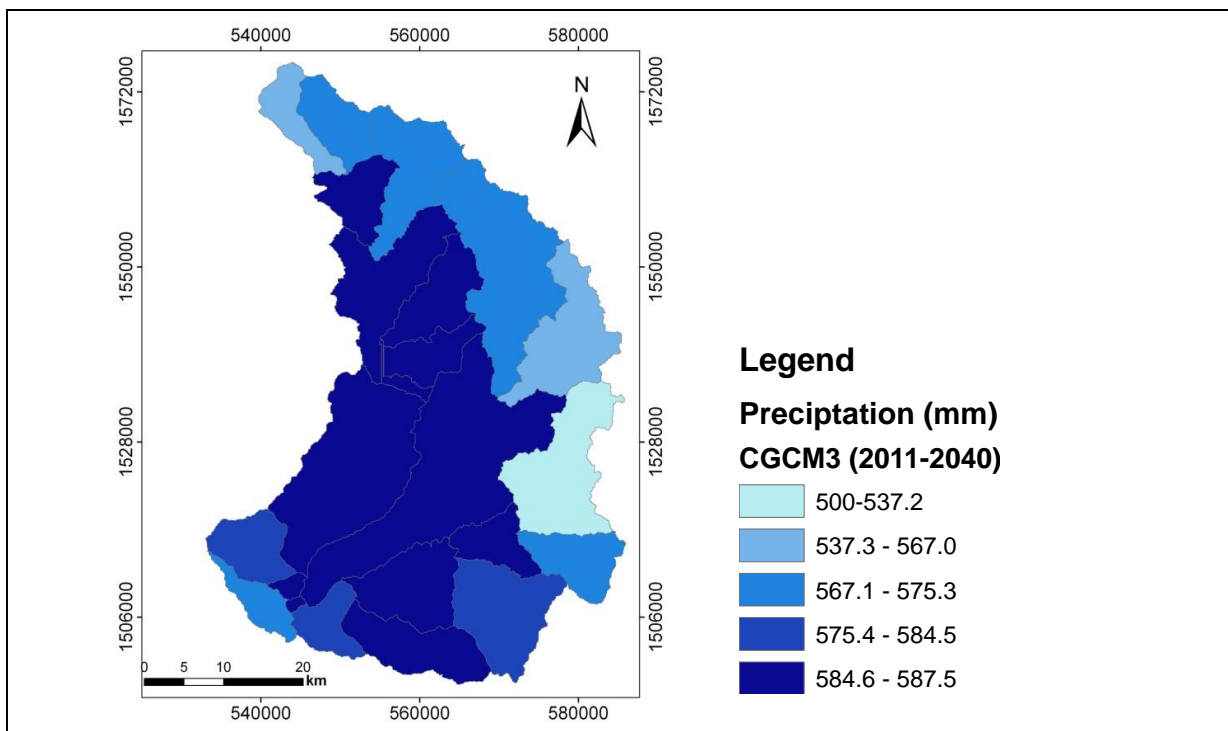 540000 560000 580000
N
1572000 1572000
1550000 1550000
1528000 1528000
1506000 1506000
0 5 10 20
km
540000 560000 580000
Legend
Preciptation (mm)
CGCM3 (2011-2040)
500-537.2
537.3 - 567.0
567.1 - 575.3
575.4 - 584.5
584.6 - 587.5